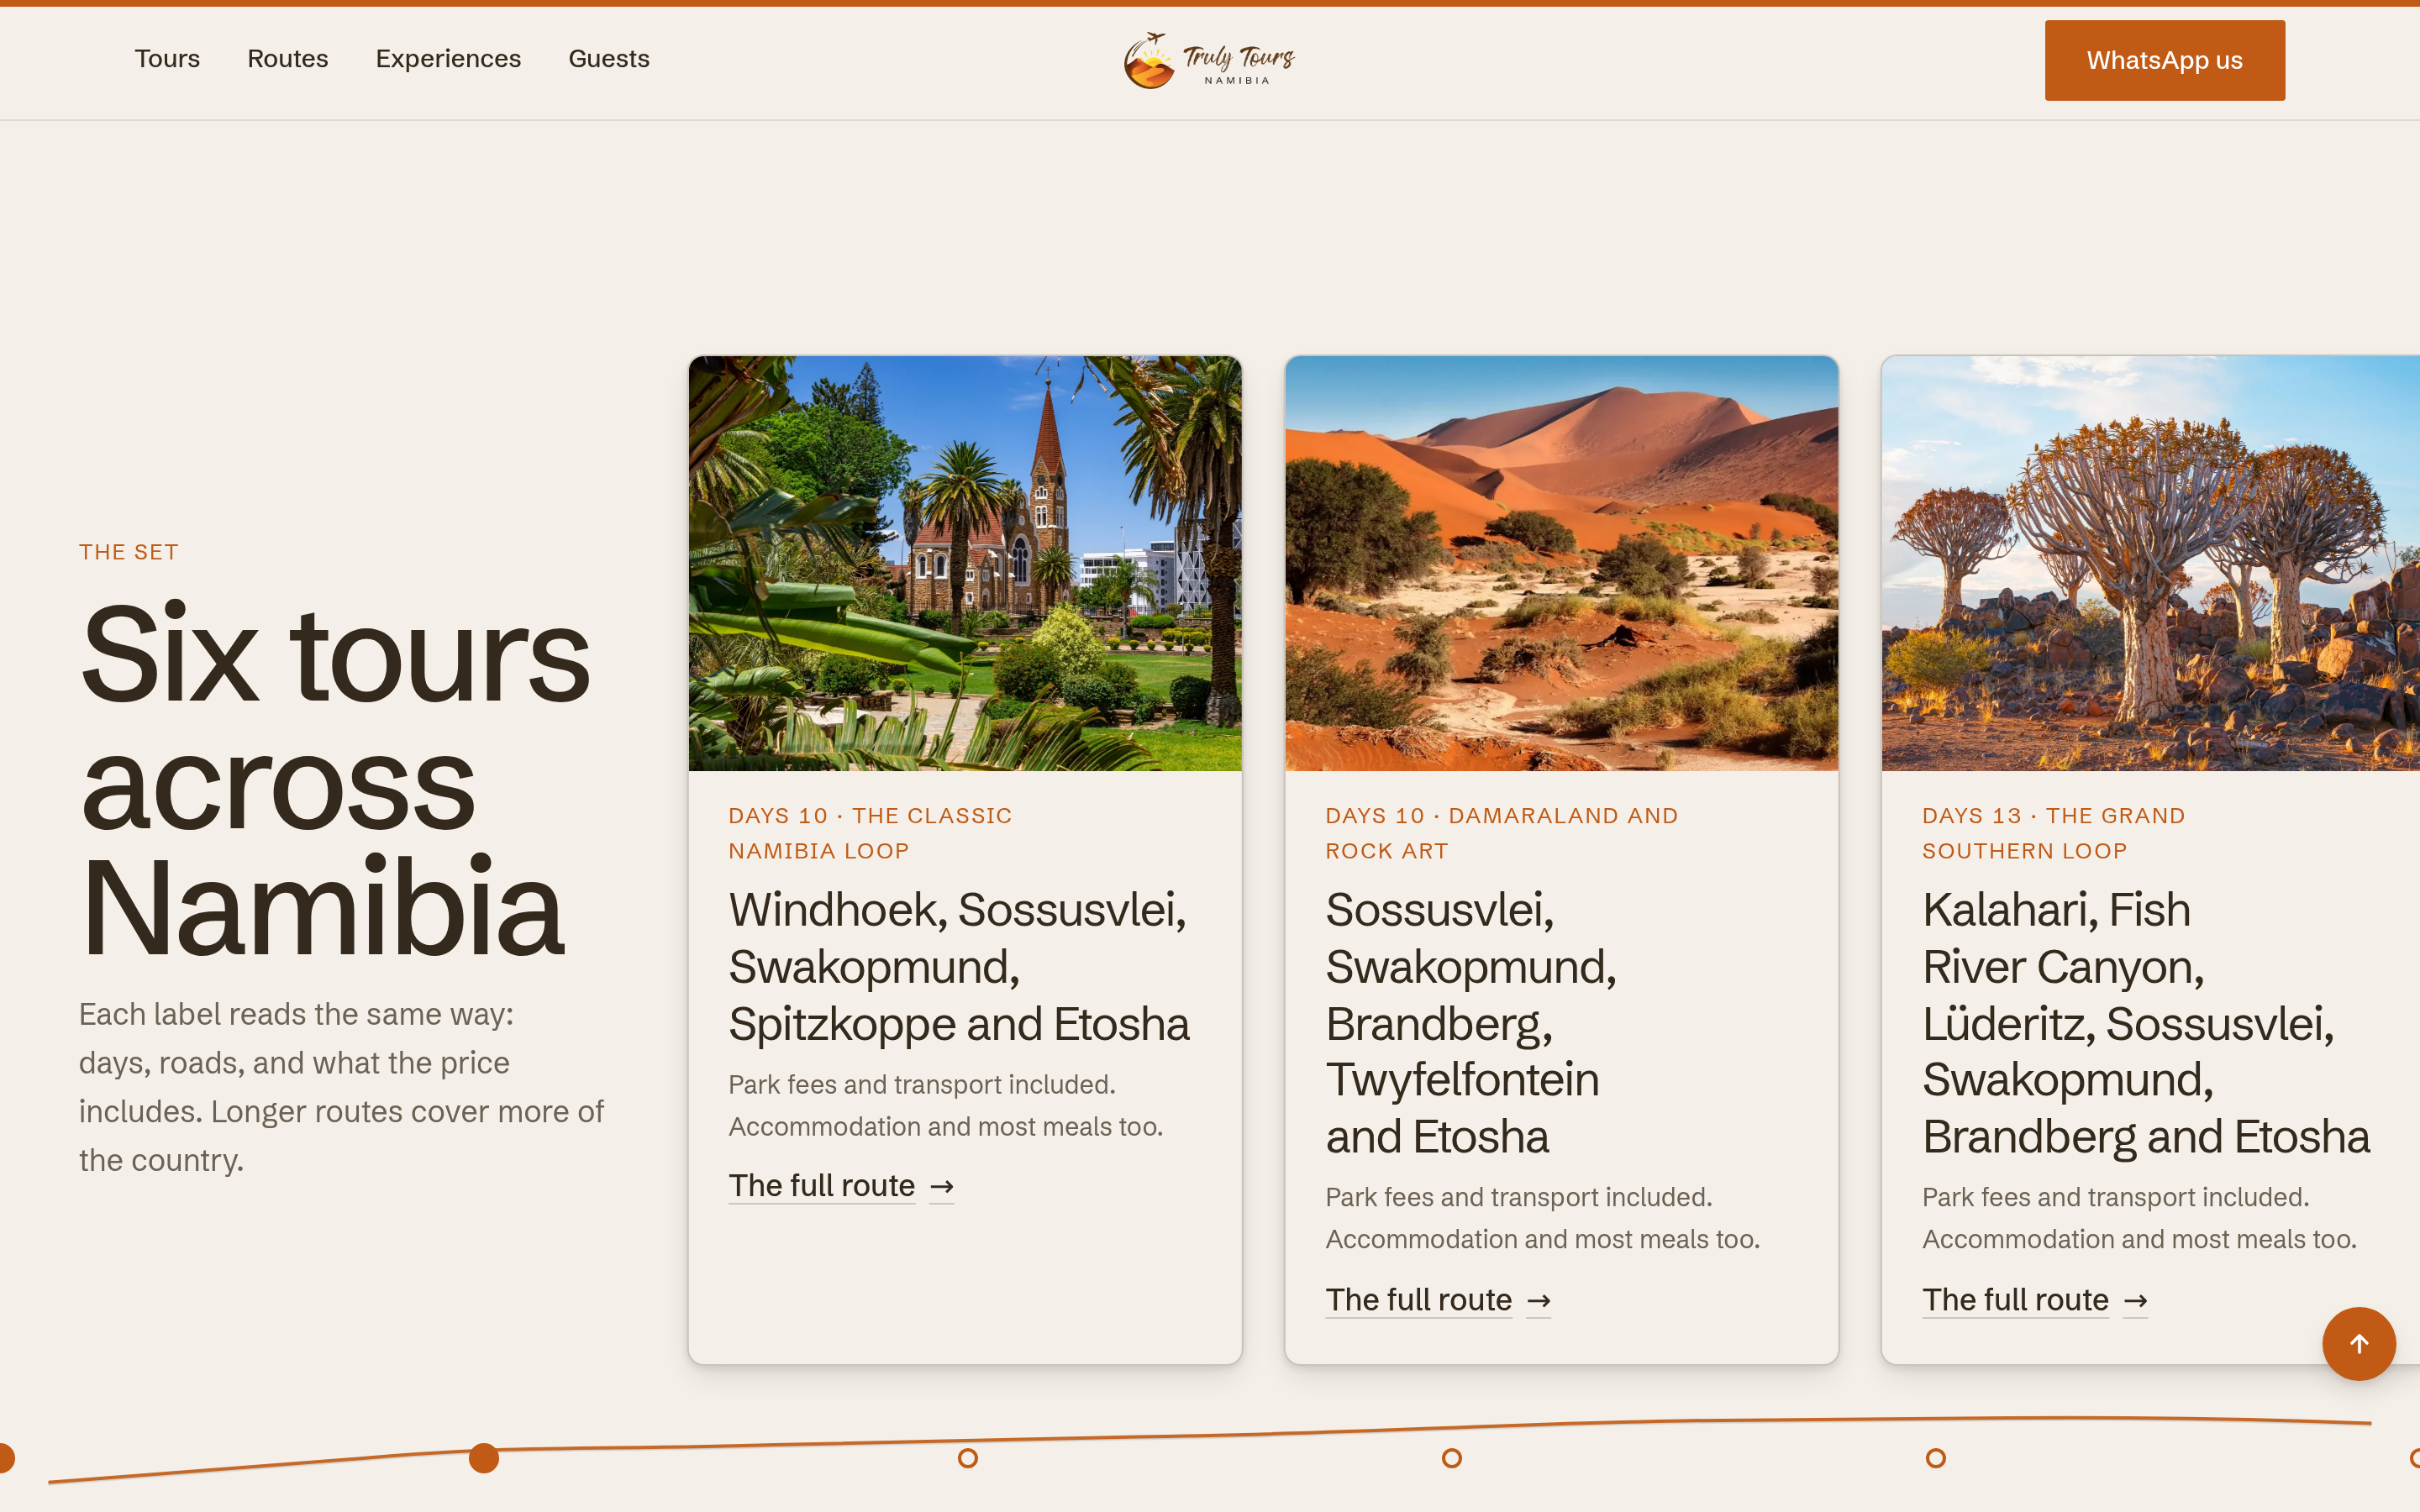 Tours
Routes
Experiences
Guests
Truly Tours
NAMIBIA
WhatsApp us
THE SET
Six tours
across
Namibia
Each label reads the same way:
days, roads, and what the price
includes. Longer routes cover more of
the country.
DAYS 10 · THE CLASSIC
NAMIBIA LOOP
Windhoek, Sossusvlei,
Swakopmund,
Spitzkoppe and Etosha
Park fees and transport included.
Accommodation and most meals too.
The full route →
DAYS 10 · DAMARALAND AND
ROCK ART
Sossusvlei,
Swakopmund,
Brandberg,
Twyfelfontein
and Etosha
Park fees and transport included.
Accommodation and most meals too.
The full route →
DAYS 13 · THE GRAND
SOUTHERN LOOP
Kalahari, Fish
River Canyon,
Lüderitz, Sossusvlei,
Swakopmund,
Brandberg and Etosha
Park fees and transport included.
Accommodation and most meals too.
The full route →